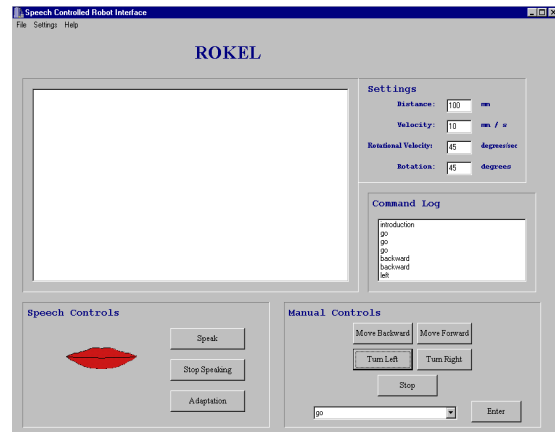 Speech Controlled Robot Interface
File Settings Help
ROKEL
Settings
Distance: 100 mm
Velocity: 10 mm / s
Rotational Velocity: 45 degrees/sec
Rotation: 45 degrees
Command Log
introduction
go
go
go
backward
backward
left
Speech Controls
Speak
Stop Speaking
Adaptation
Manual Controls
Move Backward Move Forward
Turn Left Turn Right
Stop
go Enter